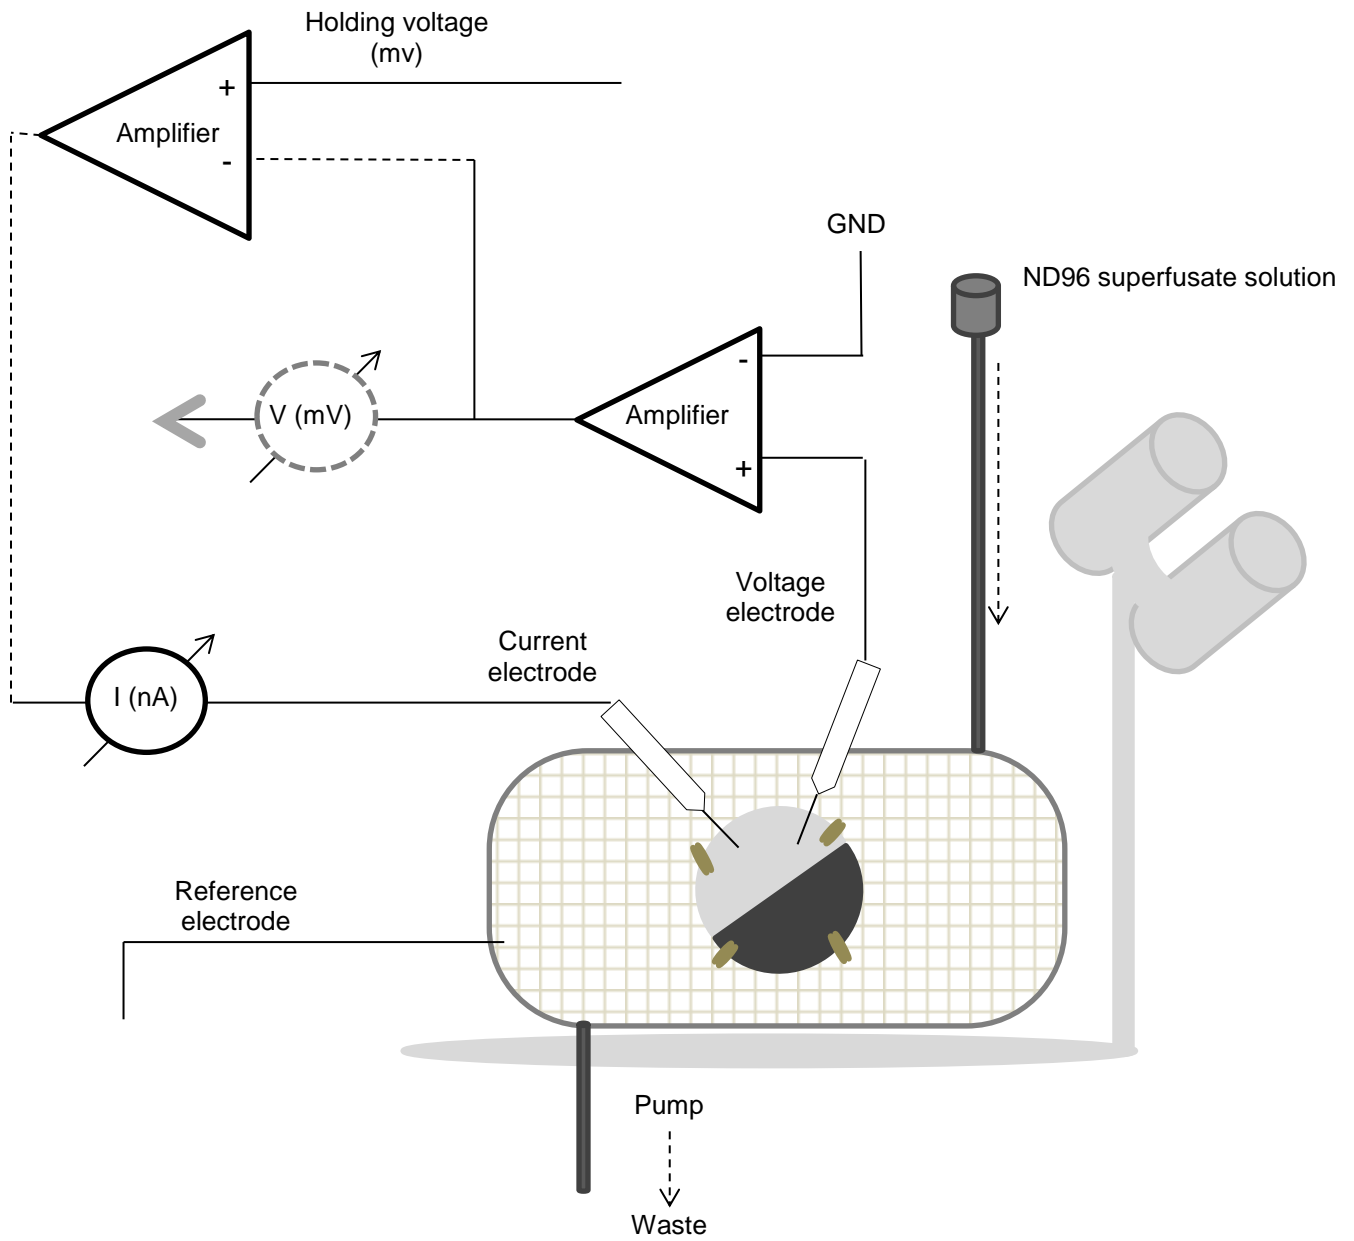 Holding voltage
(mv)
+
Amplifier
-
GND
ND96 superfusate solution
-
V (mV)
Amplifier
+
Voltage
electrode
Current
electrode
I (nA)
Reference
electrode
Pump
Waste